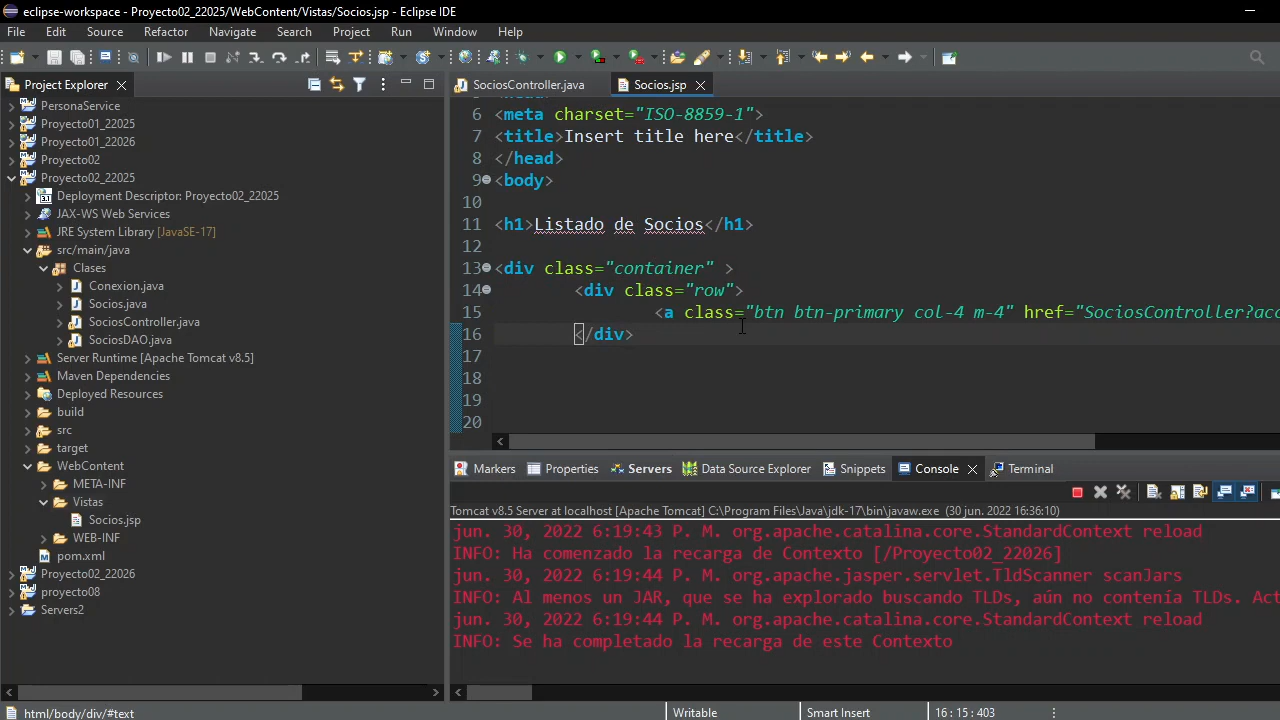 eclipse-workspace - Proyecto02_22025/WebContent/Vistas/Socios.jsp - Eclipse IDE
File Edit Source Refactor Navigate Search Project Run Window Help
Project Explorer
PersonaService
Proyecto01_22025
Proyecto01_22026
Proyecto02
Proyecto02_22025
Deployment Descriptor: Proyecto02_22025
JAX-WS Web Services
JRE System Library [JavaSE-17]
src/main/java
Clases
Conexion.java
Socios.java
SociosController.java
SociosDAO.java
Server Runtime [Apache Tomcat v8.5]
Maven Dependencies
Deployed Resources
build
src
target
WebContent
META-INF
Vistas
Socios.jsp
WEB-INF
pom.xml
Proyecto02_22026
proyecto08
Servers2
SociosController.java Socios.jsp
6 <meta charset="ISO-8859-1">
7 <title>Insert title here</title>
8 </head>
9 <body>
10
11 <h1>Listado de Socios</h1>
12
13 <div class="container" >
14 <div class="row">
15 <a class="btn btn-primary col-4 m-4" href="SociosController?acc
16 </div>
17
18
19
20
Markers Properties Servers Data Source Explorer Snippets Console Terminal
Tomcat v8.5 Server at localhost [Apache Tomcat] C:\Program Files\Java\jdk-17\bin\javaw.exe (30 jun. 2022 16:36:10)
jun. 30, 2022 6:19:43 P. M. org.apache.catalina.core.StandardContext reload
INFO: Ha comenzado la recarga de Contexto [/Proyecto02_22026]
jun. 30, 2022 6:19:44 P. M. org.apache.jasper.servlet.TldScanner scanJars
INFO: Al menos un JAR, que se ha explorado buscando TLDs, aún no contenía TLDs. Act
jun. 30, 2022 6:19:44 P. M. org.apache.catalina.core.StandardContext reload
INFO: Se ha completado la recarga de este Contexto
html/body/div/#text Writable Smart Insert 16 : 15 : 403